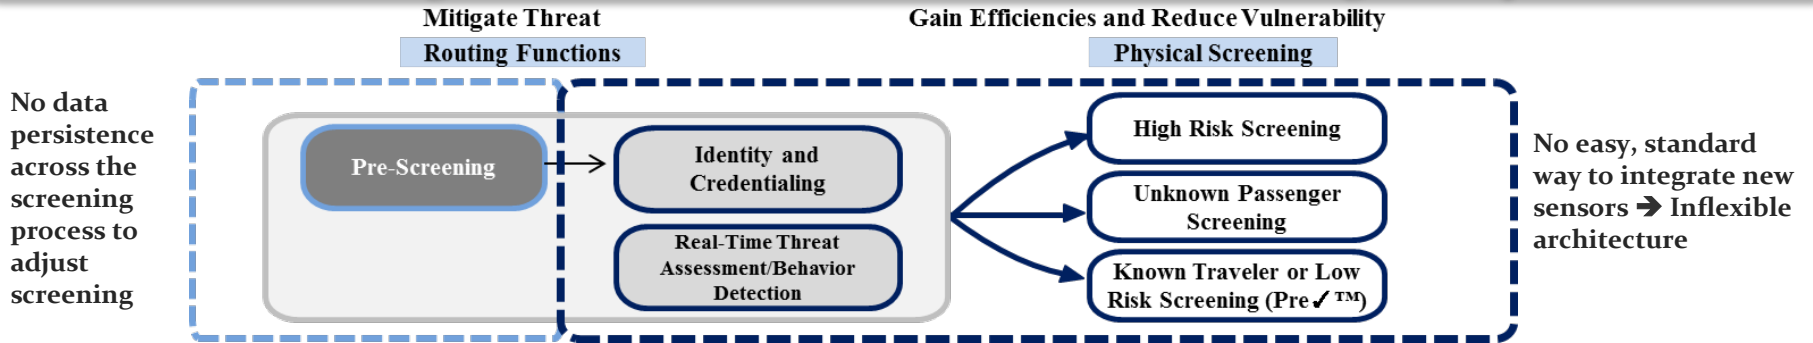 Mitigate Threat
Gain Efficiencies and Reduce Vulnerability
Routing Functions
Physical Screening
No data
persistence
across the
screening
process to
adjust
screening
Pre-Screening
Identity and
Credentialing
Real-Time Threat
Assessment/Behavior
Detection
High Risk Screening
Unknown Passenger
Screening
Known Traveler or Low
Risk Screening (Pre✓™)
No easy, standard
way to integrate new
sensors ➔ Inflexible
architecture